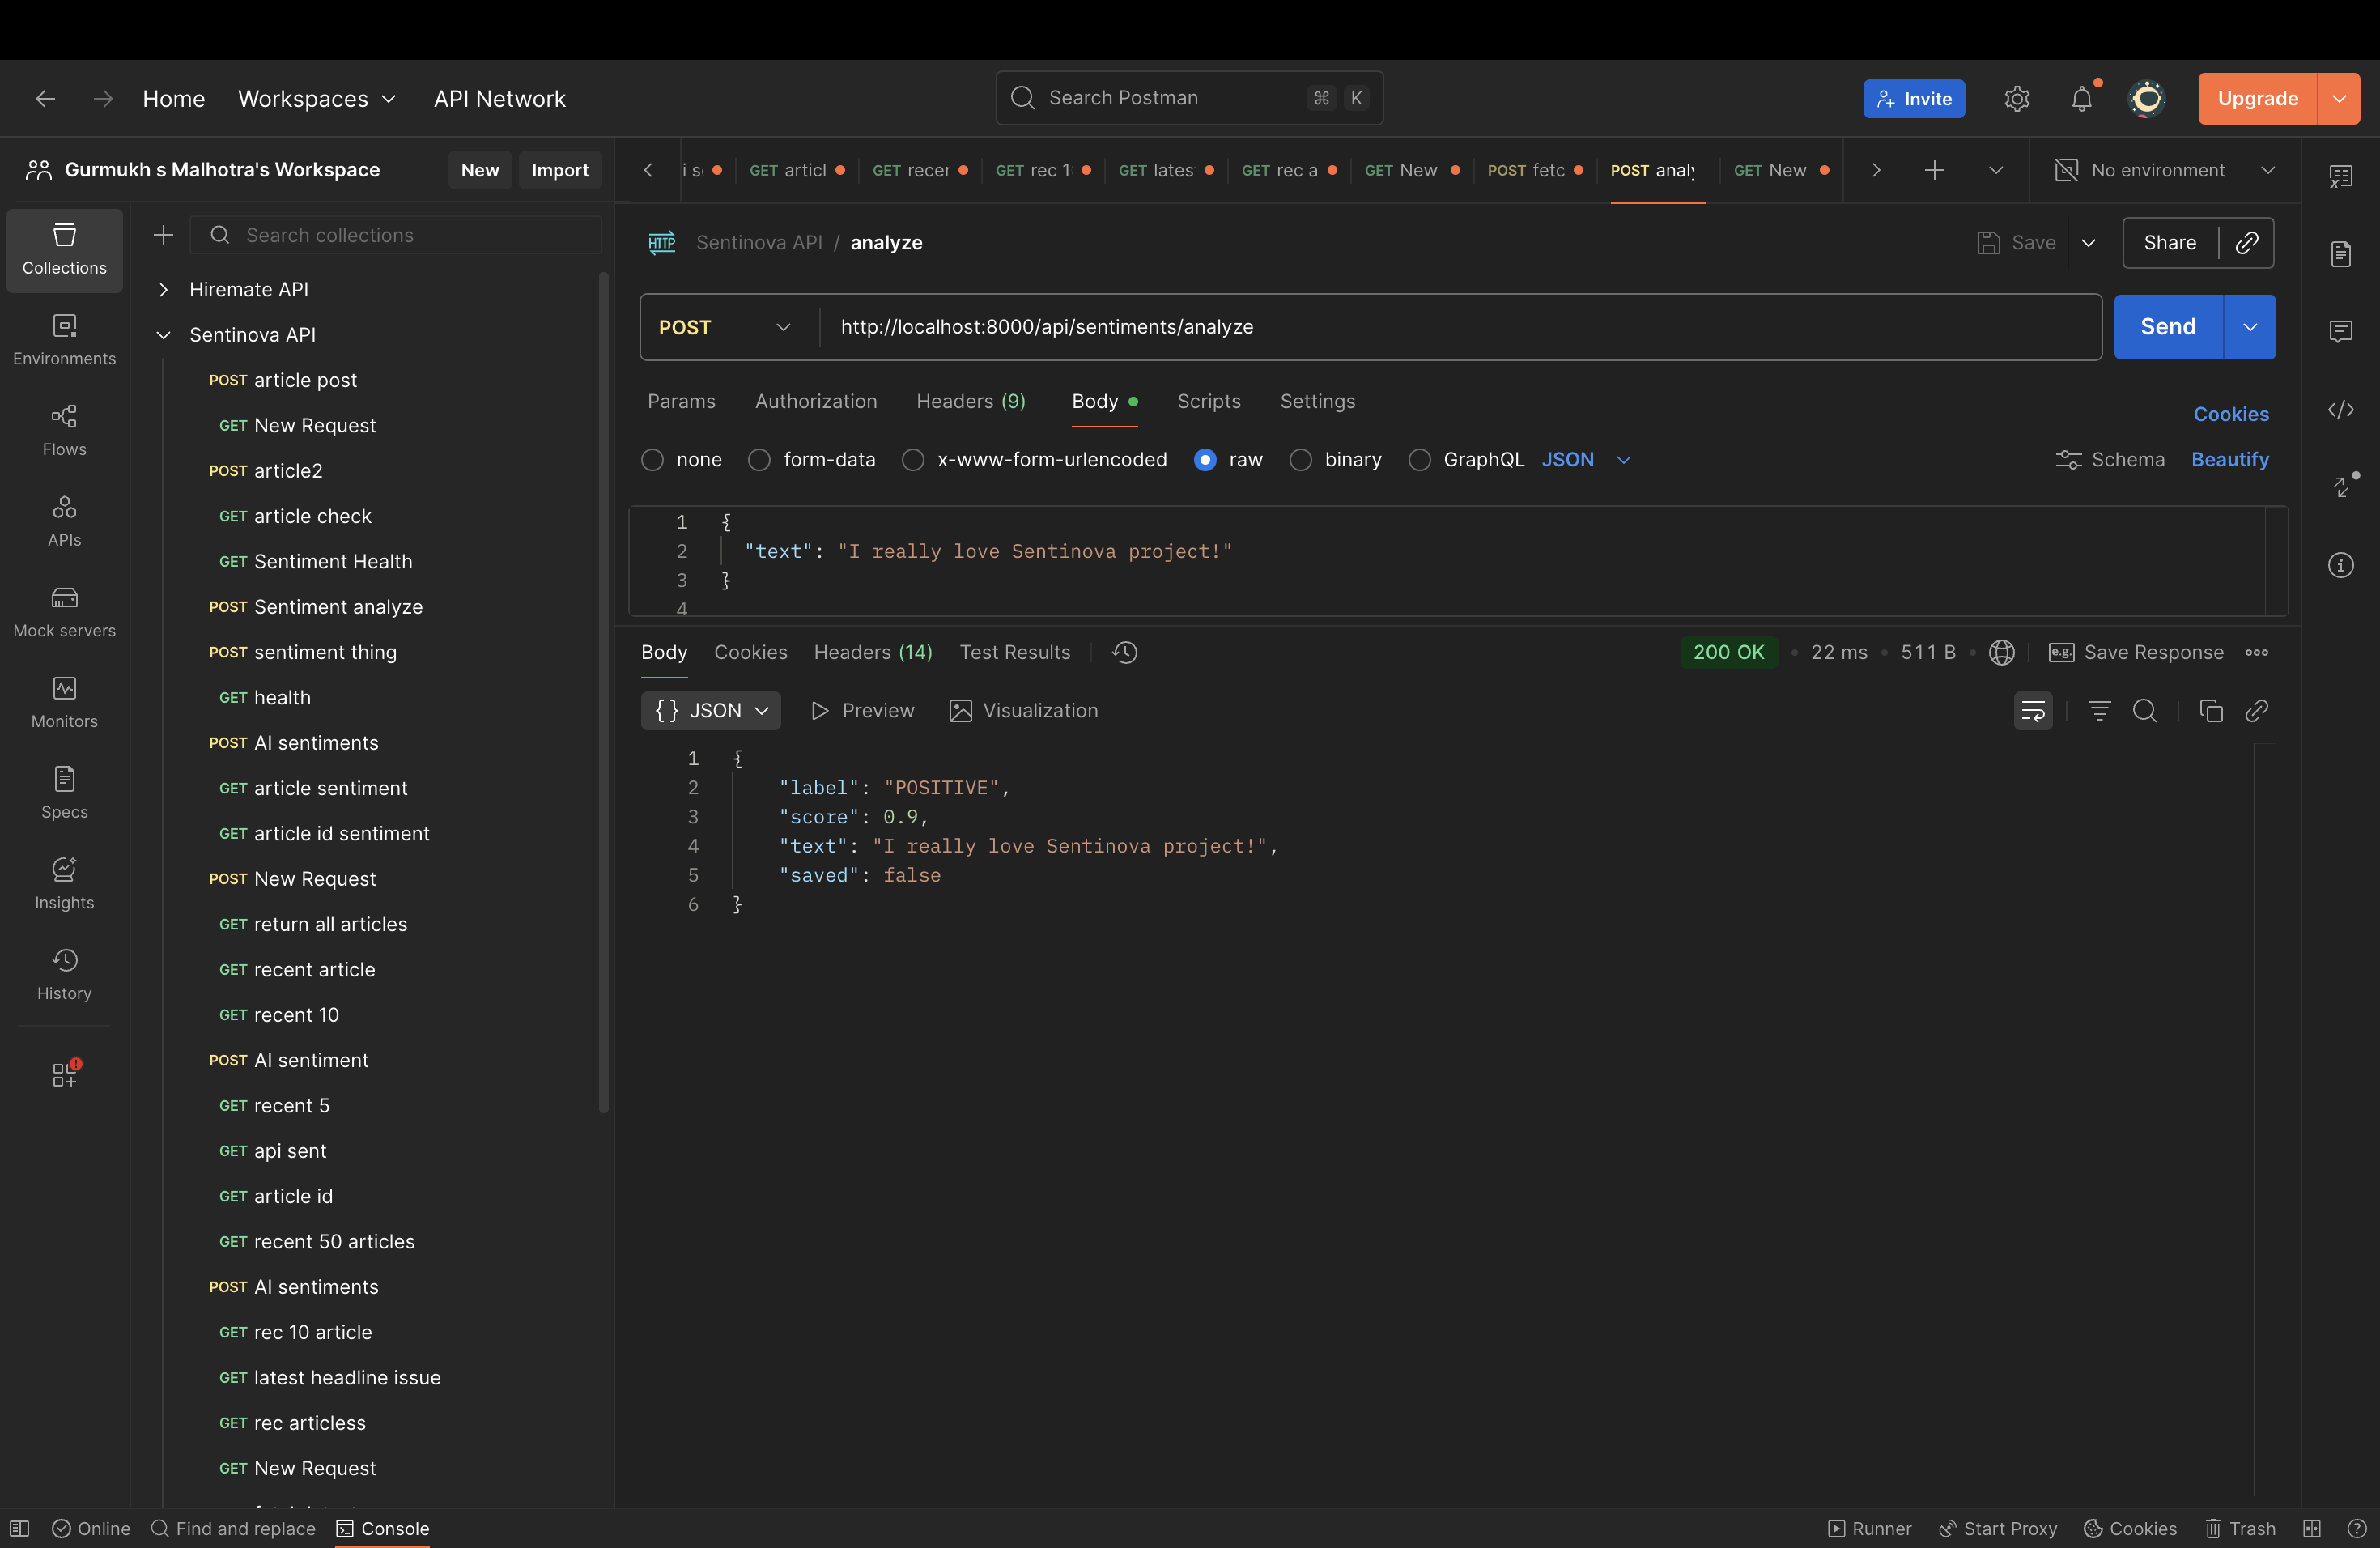 Home Workspaces API Network Search Postman ⌘ K Invite Upgrade
Gurmukh s Malhotra's Workspace New Import
i s GET articl GET recer GET rec 1 GET lates GET rec a GET New POST fetc POST analy GET New No environment
Collections
Environments
Flows
APIs
Mock servers
Monitors
Specs
Insights
History
Search collections
Hiremate API
Sentinova API
POST article post
GET New Request
POST article2
GET article check
GET Sentiment Health
POST Sentiment analyze
POST sentiment thing
GET health
POST AI sentiments
GET article sentiment
GET article id sentiment
POST New Request
GET return all articles
GET recent article
GET recent 10
POST AI sentiment
GET recent 5
GET api sent
GET article id
GET recent 50 articles
POST AI sentiments
GET rec 10 article
GET latest headline issue
GET rec articless
GET New Request
HTTP Sentinova API / analyze Save Share
POST http://localhost:8000/api/sentiments/analyze Send
Params Authorization Headers (9) Body Scripts Settings Cookies
none form-data x-www-form-urlencoded raw binary GraphQL JSON Schema Beautify
1 {
2 "text": "I really love Sentinova project!"
3 }
4
Body Cookies Headers (14) Test Results 200 OK • 22 ms • 511 B • e.g. Save Response
{} JSON Preview Visualization
1 {
2 "label": "POSITIVE",
3 "score": 0.9,
4 "text": "I really love Sentinova project!",
5 "saved": false
6 }
Online Find and replace Console Runner Start Proxy Cookies Trash